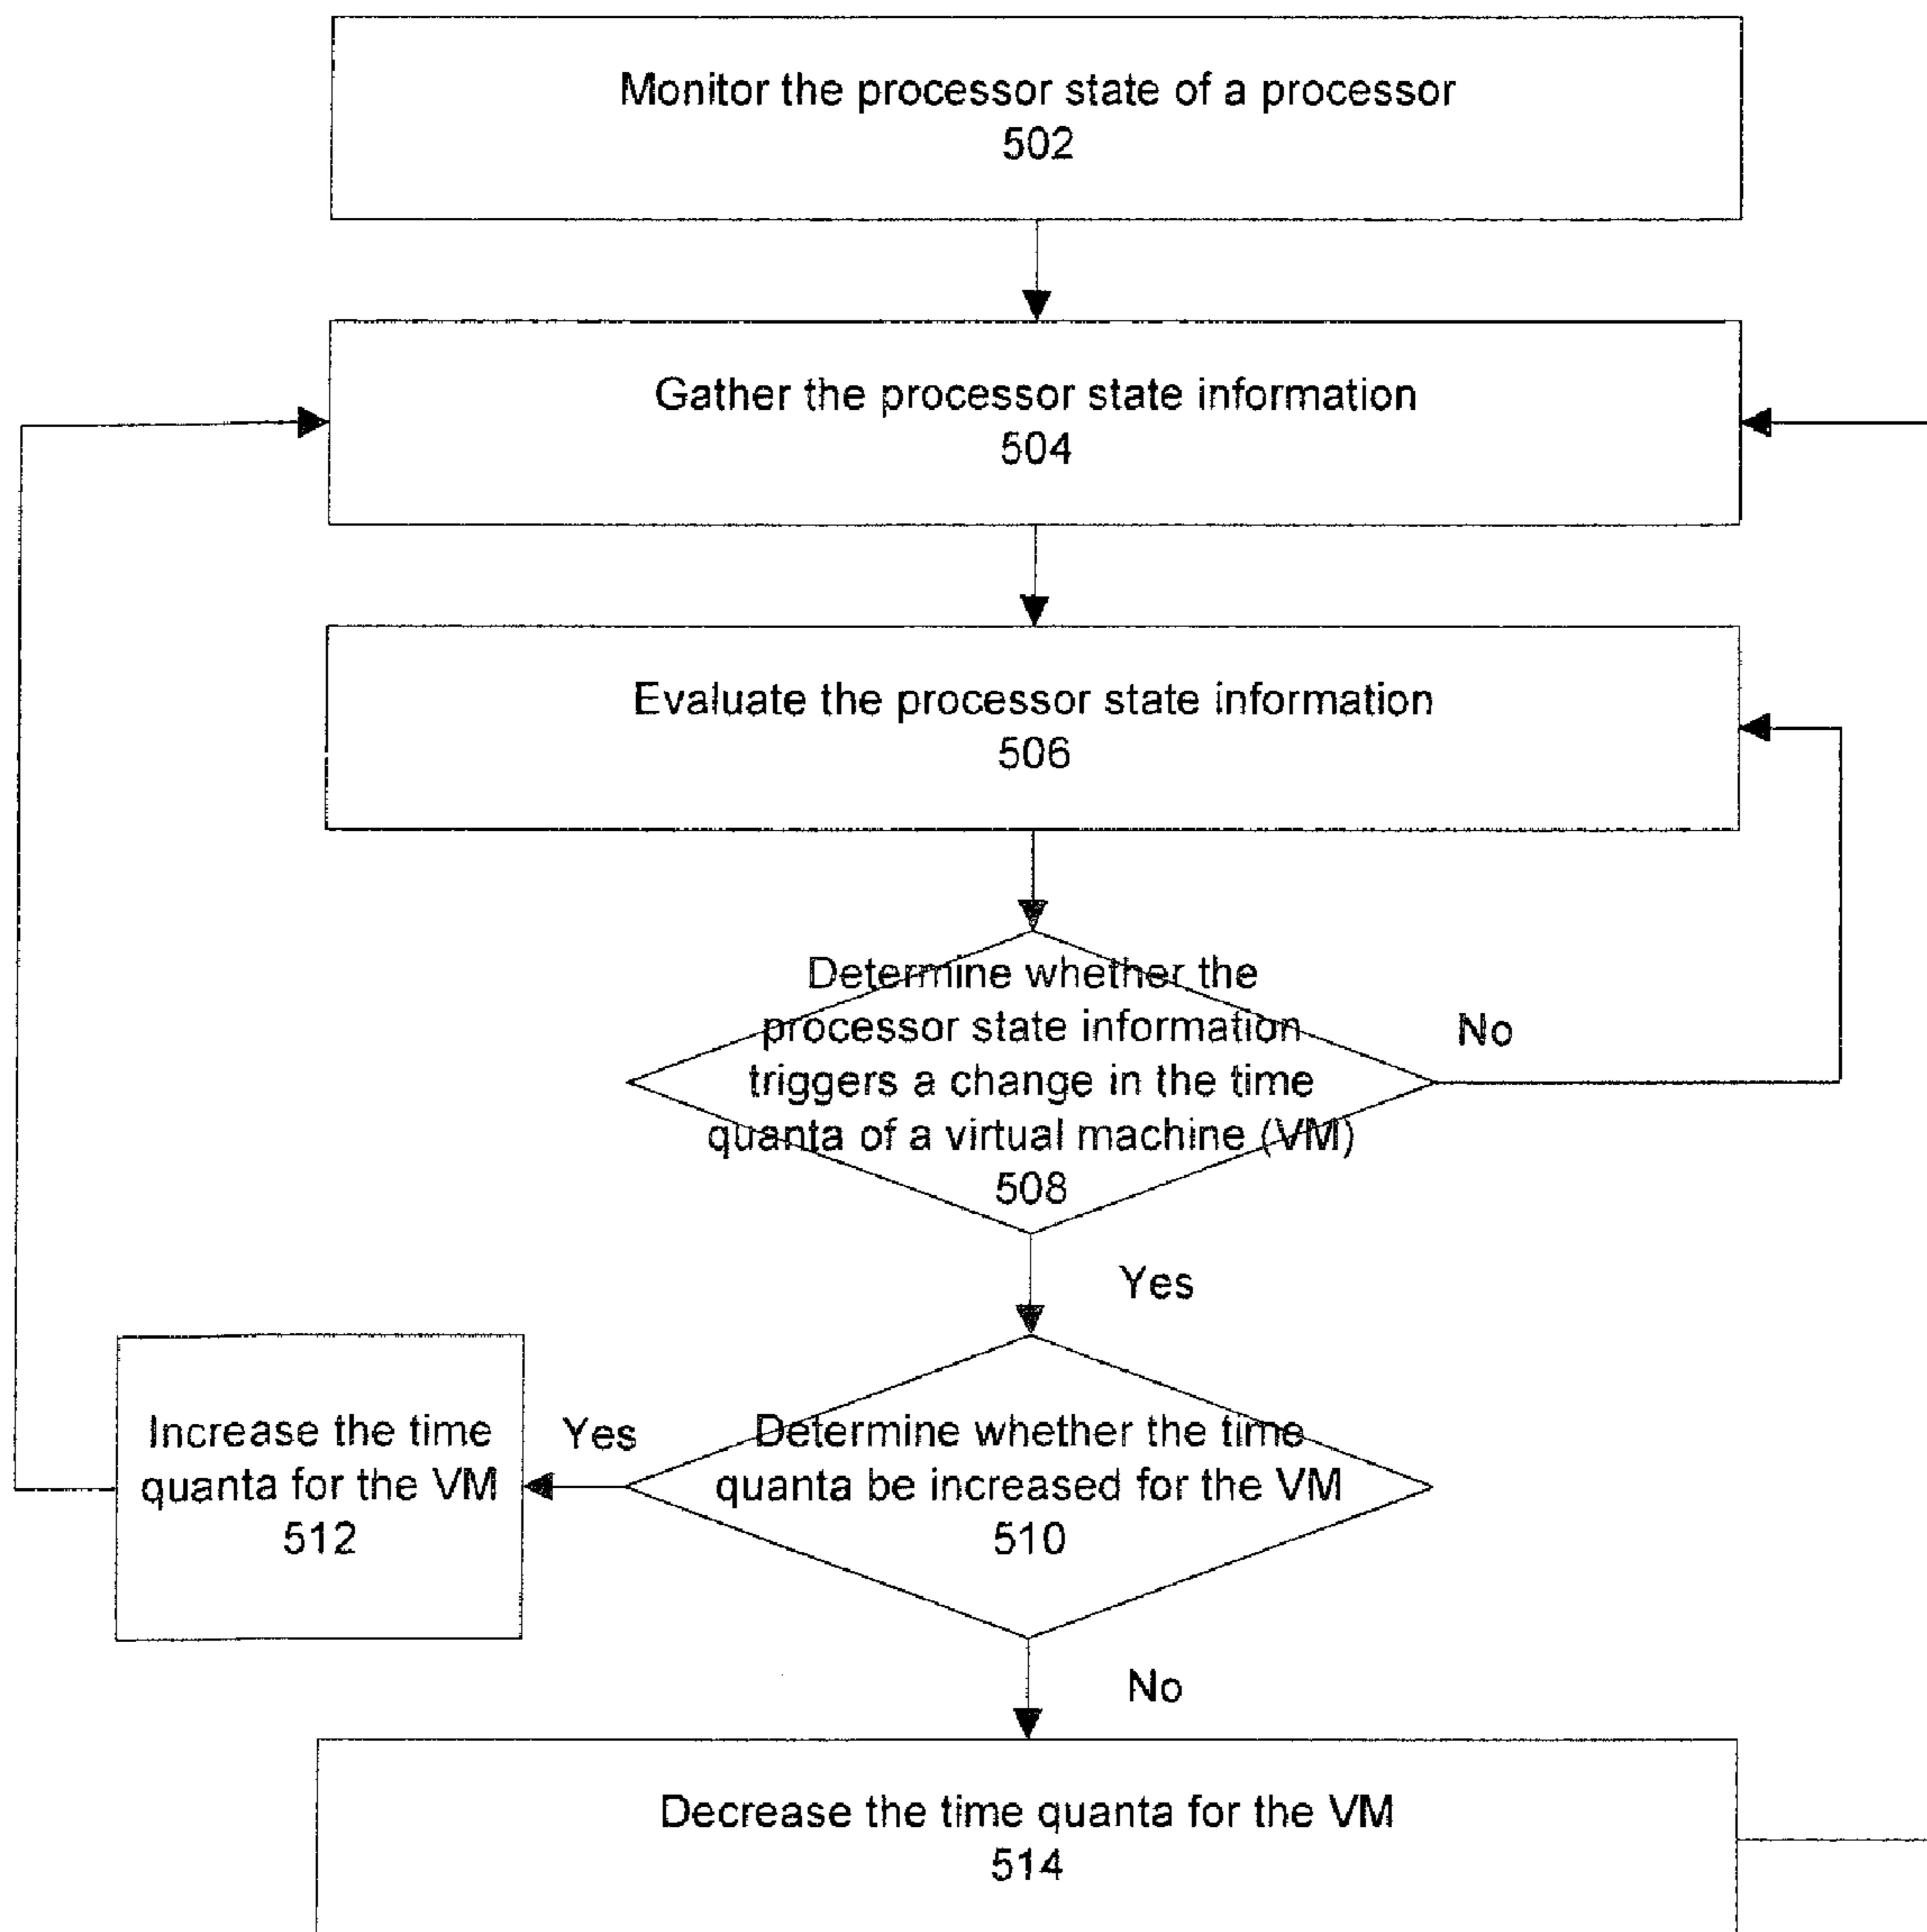 Monitor the processor state of a processor
502
Gather the processor state information
504
Evaluate the processor state information
506
Determine whether the
processor state information
triggers a change in the time
quanta of a virtual machine (VM)
508
No
Yes
Increase the time
quanta for the VM
512
Yes
Determine whether the time
quanta be increased for the VM
510
No
Decrease the time quanta for the VM
514